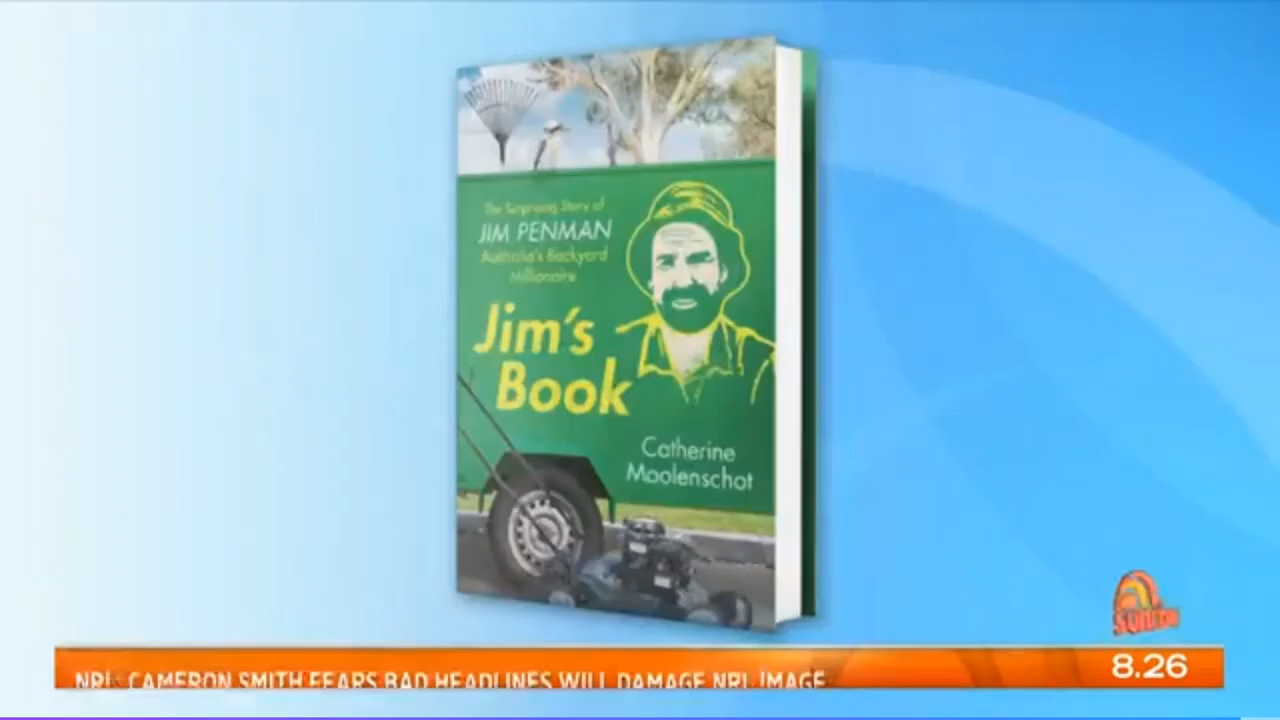 The Surprising Story of
JIM PENMAN
Australia's Backyard
Millionaire
Jim's
Book
Catherine
Moolenschot
SUNRISE
8.26
NRL: CAMERON SMITH FEARS BAD HEADLINES WILL DAMAGE NRL IMAGE